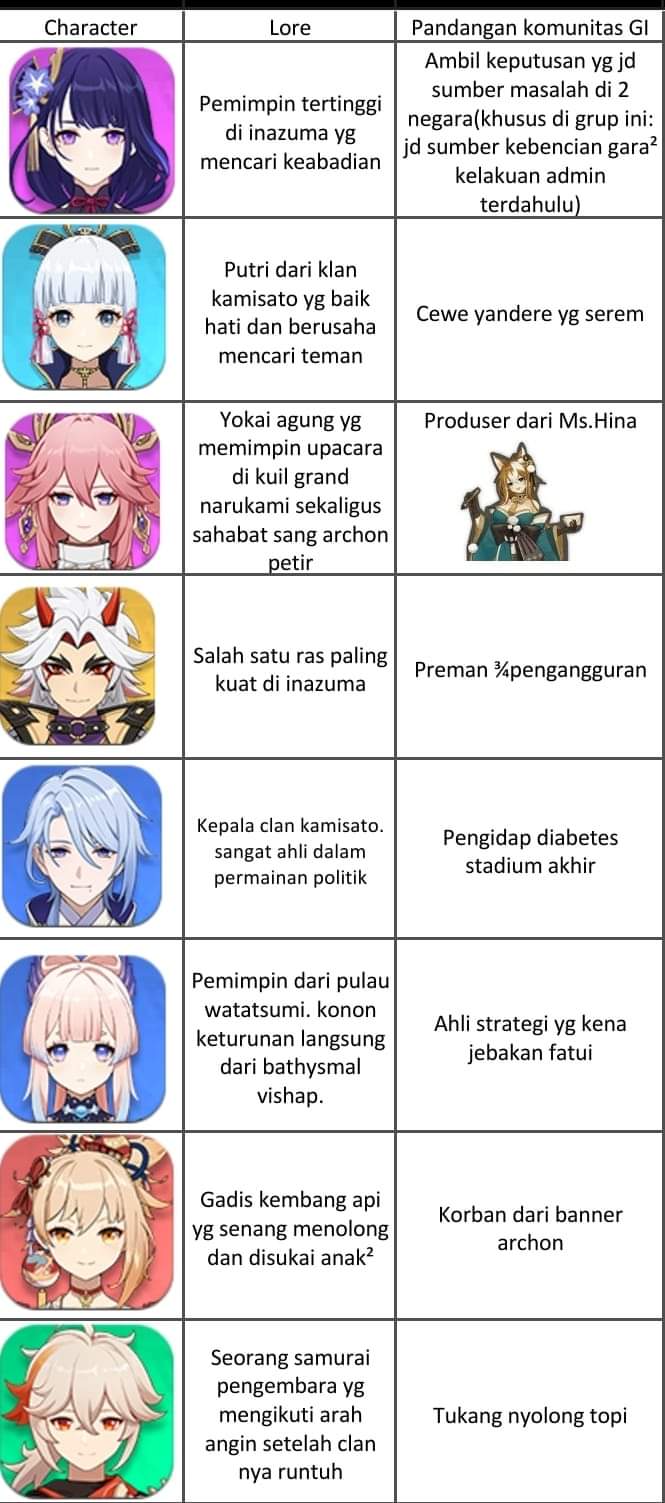 Character
Lore
Pandangan komunitas GI
Pemimpin tertinggi
di inazuma yg
mencari keabadian
Ambil keputusan yg jd
sumber masalah di 2
negara(khusus di grup ini:
jd sumber kebencian gara²
kelakuan admin
terdahulu)
Putri dari klan
kamisato yg baik
hati dan berusaha
mencari teman
Cewe yandere yg serem
Yokai agung yg
memimpin upacara
di kuil grand
narukami sekaligus
sahabat sang archon
petir
Produser dari Ms.Hina
Salah satu ras paling
kuat di inazuma
Preman ¾pengangguran
Kepala clan kamisato.
sangat ahli dalam
permainan politik
Pengidap diabetes
stadium akhir
Pemimpin dari pulau
watatsumi. konon
keturunan langsung
dari bathysmal
vishap.
Ahli strategi yg kena
jebakan fatui
Gadis kembang api
yg senang menolong
dan disukai anak²
Korban dari banner
archon
Seorang samurai
pengembara yg
mengikuti arah
angin setelah clan
nya runtuh
Tukang nyolong topi